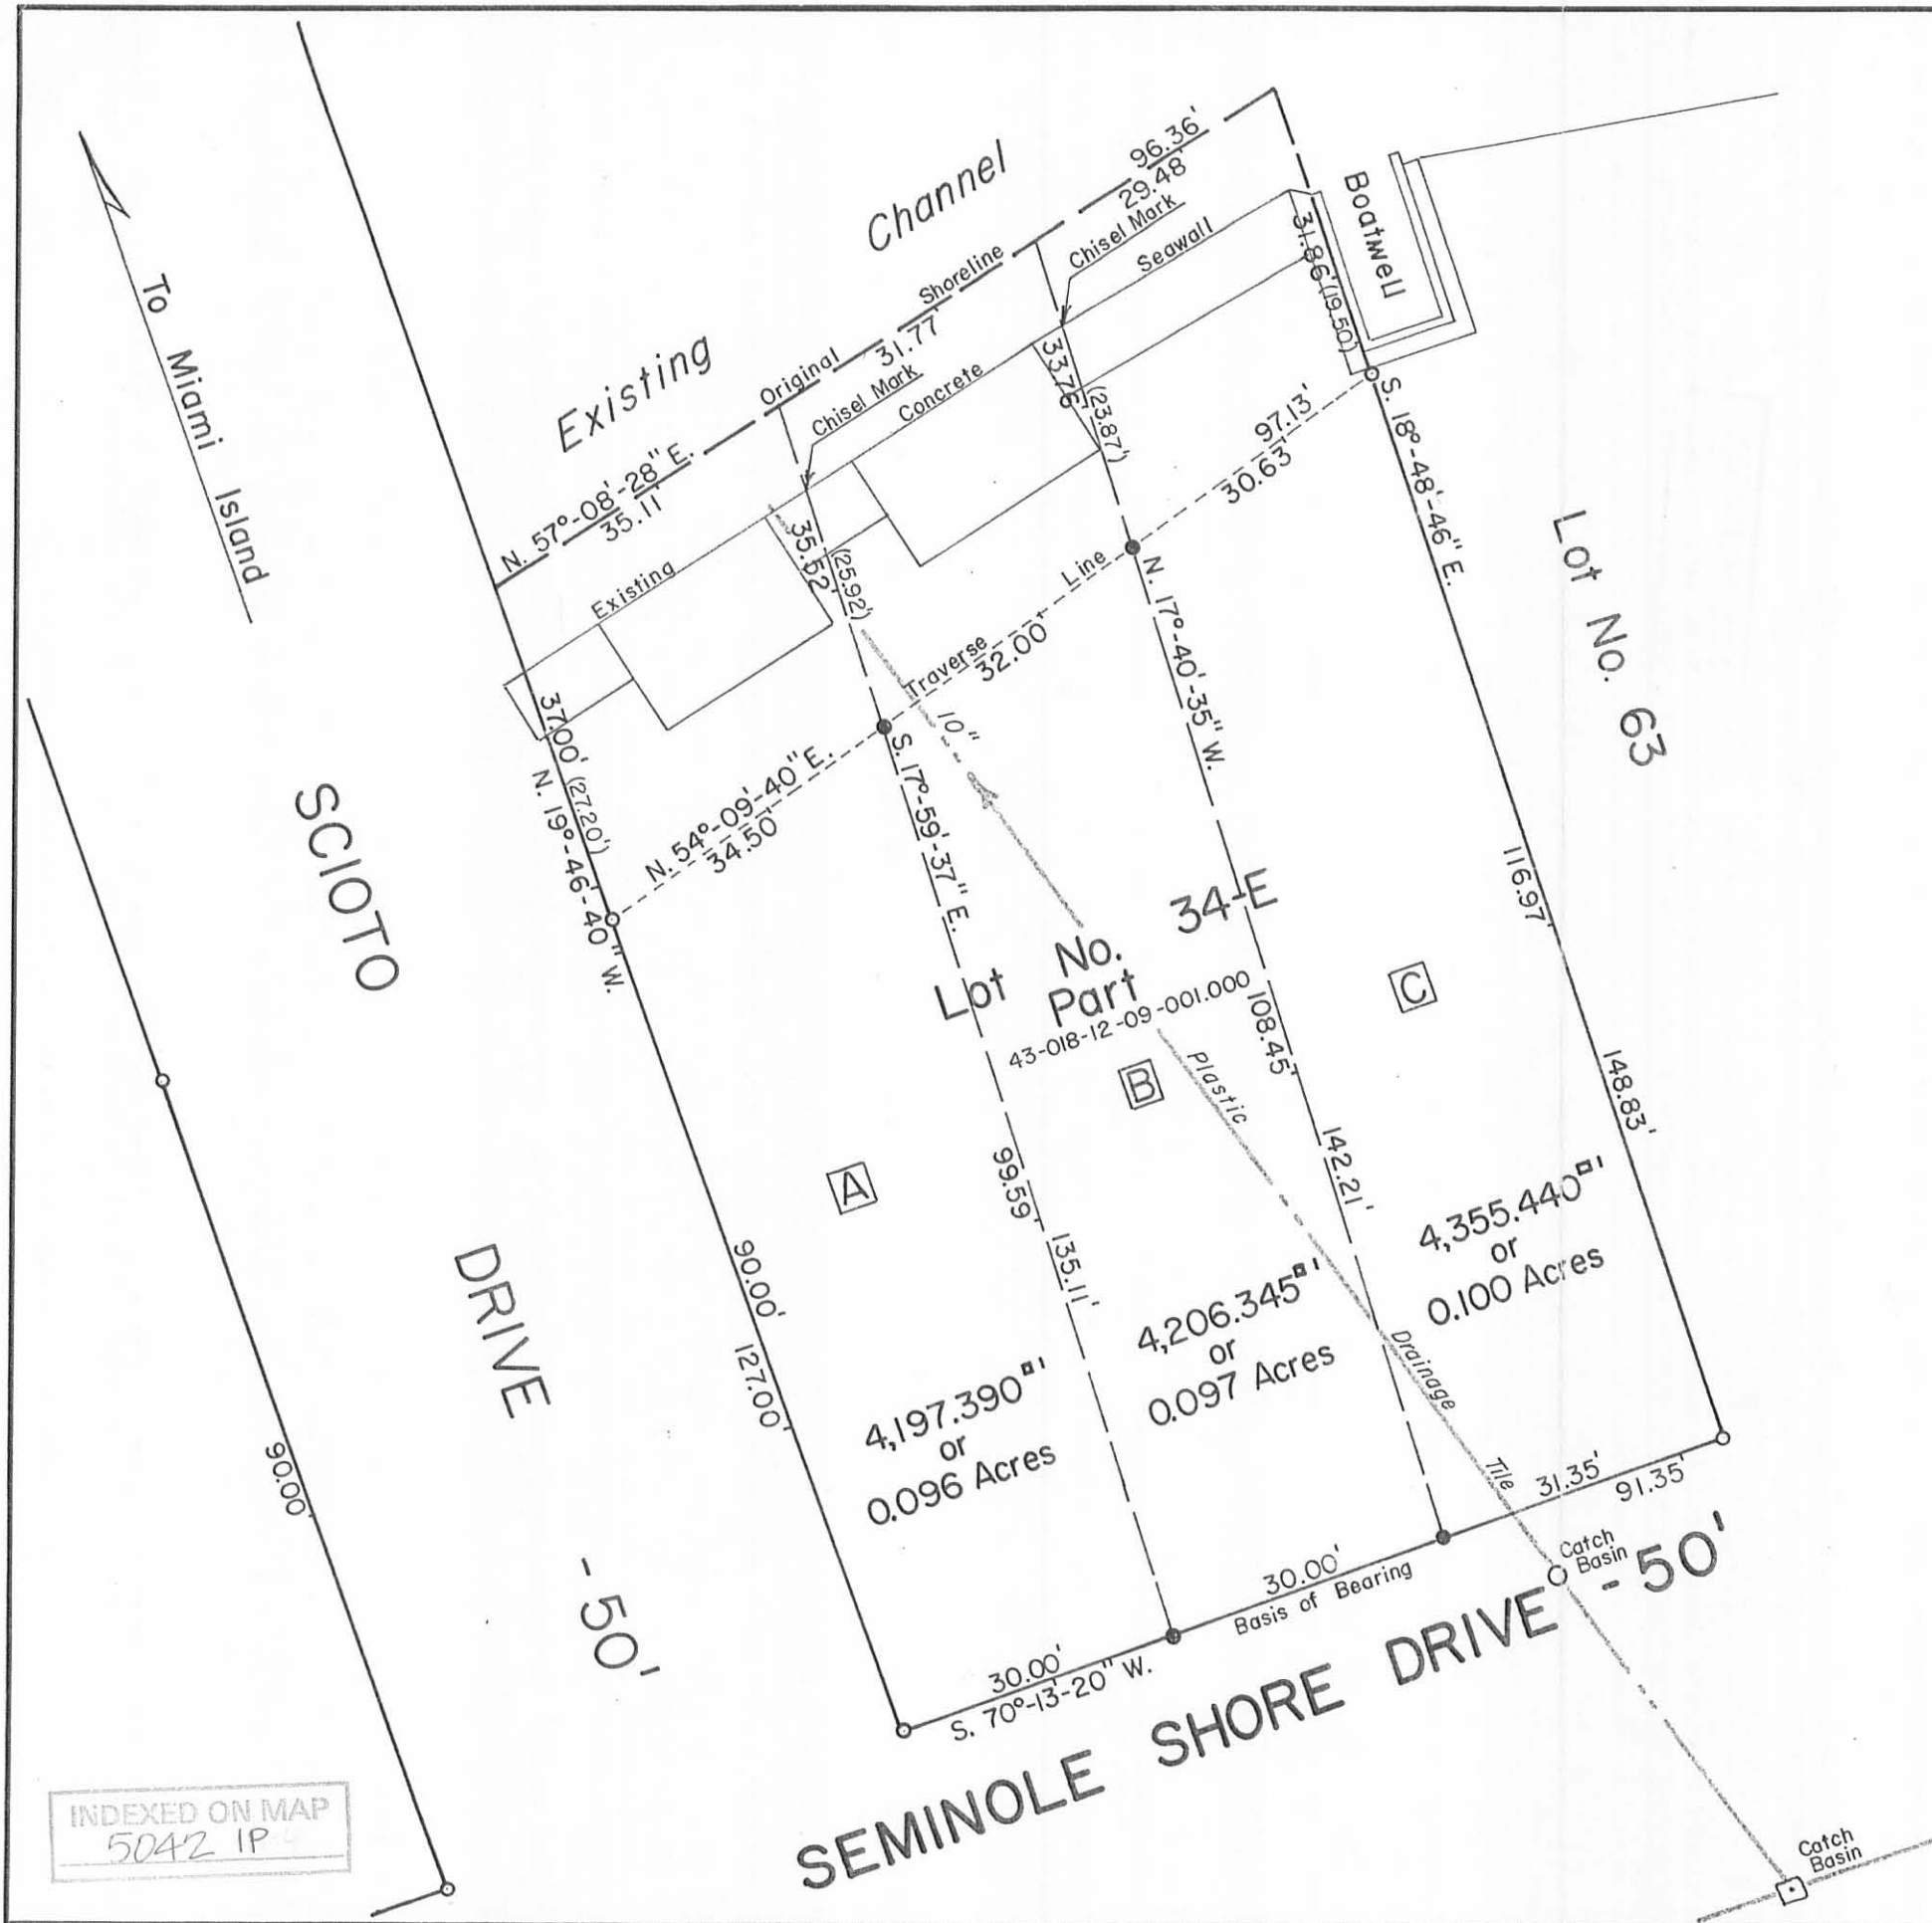 To Miami Island
Existing Channel
N. 57°-08'-28" E.
35.11'
Original
31.77'
Shoreline
96.36'
29.48'
Chisel Mark
Chisel Mark
Existing
Concrete
Seawall
Boatwell
31.86' (19.50')
33.76'
(23.87')
35.52'
(25.92')
37.00'
(27.20')
N. 19°-46'-40" W.
N. 54°-09'-40" E.
34.50'
Traverse Line
32.00'
97.13'
30.63'
S. 18°-48'-46" E.
N. 17°-40'-35" W.
S. 17°-59'-37" E.
10"
Lot No. 63
SCIOTO DRIVE - 50'
Lot No. 34-E
Part
43-018-12-09-001.000
A
B
C
116.97'
148.83'
108.45'
142.21'
99.59'
135.11'
90.00'
127.00'
90.00'
Plastic Drainage Tile
4,355.440 □'
or
0.100 Acres
4,206.345 □'
or
0.097 Acres
4,197.390 □'
or
0.096 Acres
31.35'
91.35'
30.00'
Basis of Bearing
30.00'
S. 70°-13'-20" W.
Catch
Basin
SEMINOLE SHORE DRIVE - 50'
Catch
Basin
INDEXED ON MAP
5042 IP